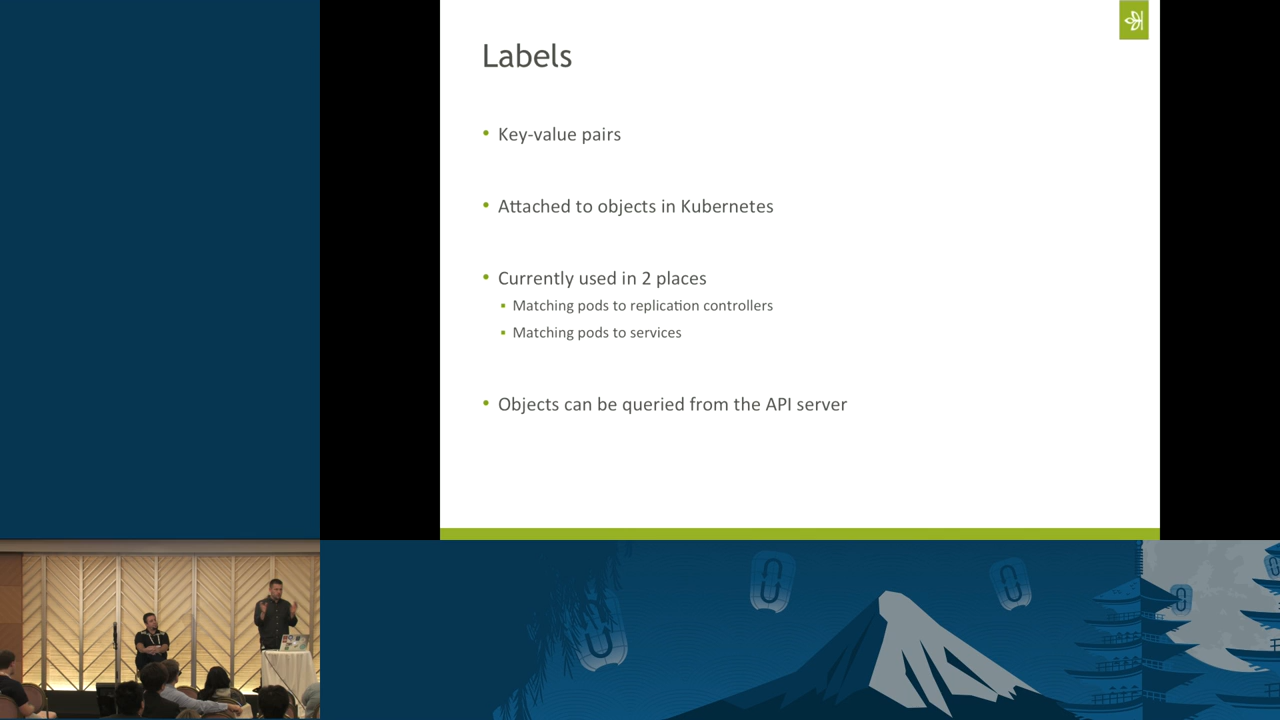 Labels
Key-value pairs
Attached to objects in Kubernetes
Currently used in 2 places
Matching pods to replication controllers
Matching pods to services
Objects can be queried from the API server